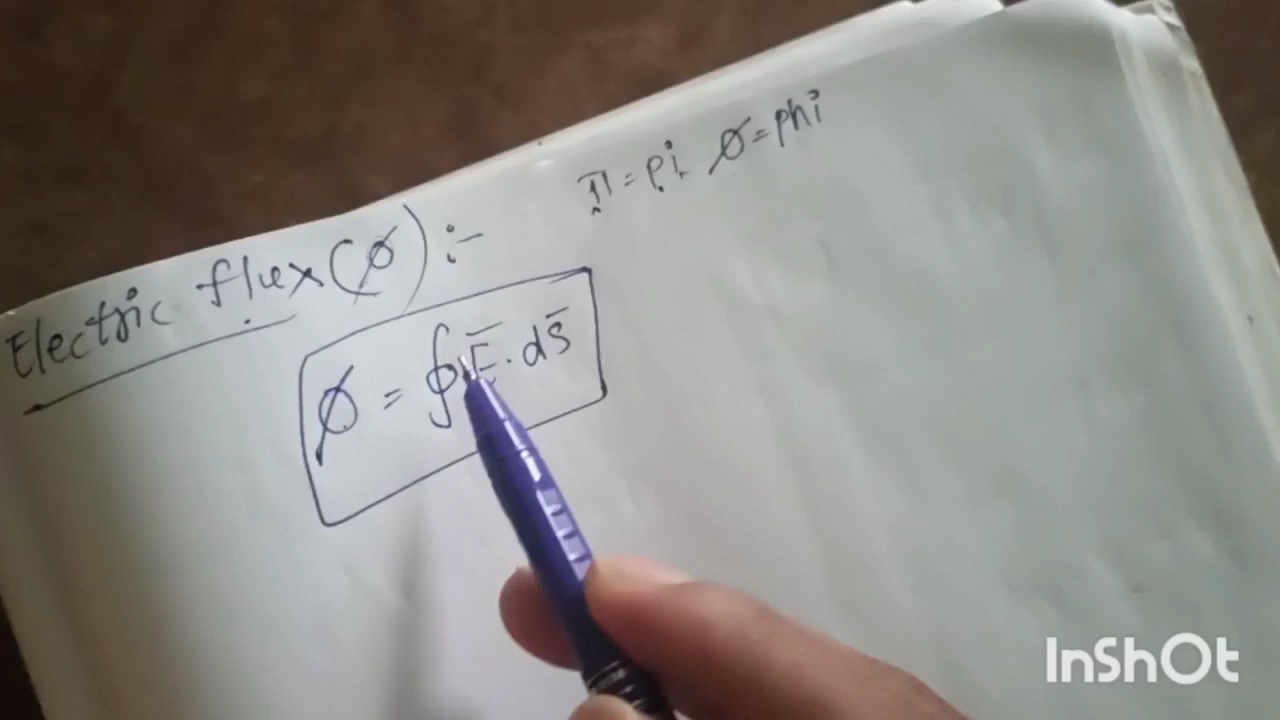 π = pi ø = phi
Electric flux (ø) :-
ø = ∮ Ē . ds̄
InShOt